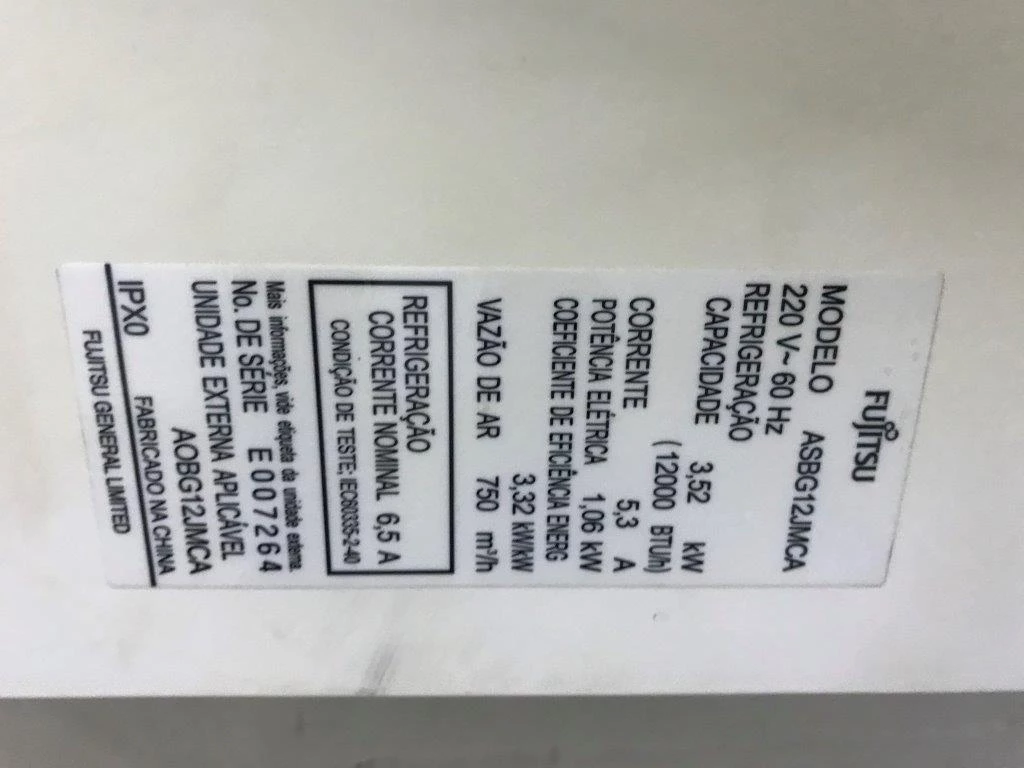 FUJITSU
MODELO ASBG12JMCA
220 V~ 60 Hz
REFRIGERAÇÃO
CAPACIDADE 3,52 kW
(12000 BTU/h)
CORRENTE 5,3 A
POTÊNCIA ELÉTRICA 1,06 kW
COEFICIENTE DE EFICIÊNCIA ENERG
3,32 kW/kW
VAZÃO DE AR 750 m³/h
REFRIGERAÇÃO
CORRENTE NOMINAL 6,5 A
CONDIÇÃO DE TESTE; IEC60335-2-40
Mais informações, vide etiqueta da unidade externa.
No. DE SÉRIE E007264
UNIDADE EXTERNA APLICÁVEL
AOBG12JMCA
IPX0 FABRICADO NA CHINA
FUJITSU GENERAL LIMITED